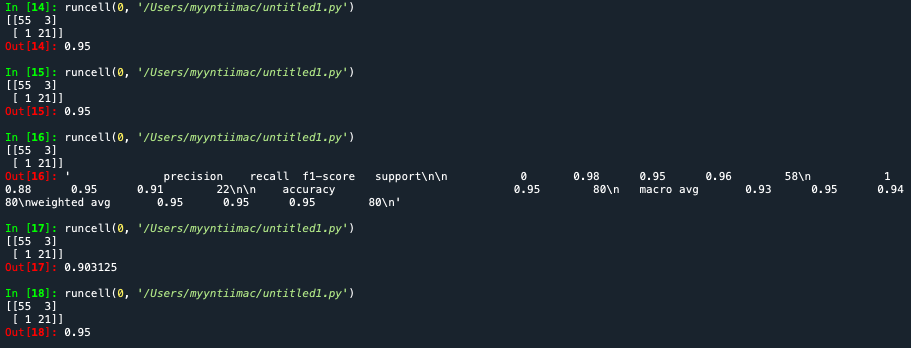 In [14]: runcell(0, '/Users/myyntiimac/untitled1.py')
[[55  3]
 [ 1 21]]
Out[14]: 0.95
In [15]: runcell(0, '/Users/myyntiimac/untitled1.py')
[[55  3]
 [ 1 21]]
Out[15]: 0.95
In [16]: runcell(0, '/Users/myyntiimac/untitled1.py')
[[55  3]
 [ 1 21]]
Out[16]: '              precision    recall  f1-score   support\n\n           0       0.98      0.95      0.96        58\n           1
0.88      0.95      0.91        22\n\n    accuracy                           0.95        80\n   macro avg       0.93      0.95      0.94
80\nweighted avg       0.95      0.95      0.95        80\n'
In [17]: runcell(0, '/Users/myyntiimac/untitled1.py')
[[55  3]
 [ 1 21]]
Out[17]: 0.903125
In [18]: runcell(0, '/Users/myyntiimac/untitled1.py')
[[55  3]
 [ 1 21]]
Out[18]: 0.95